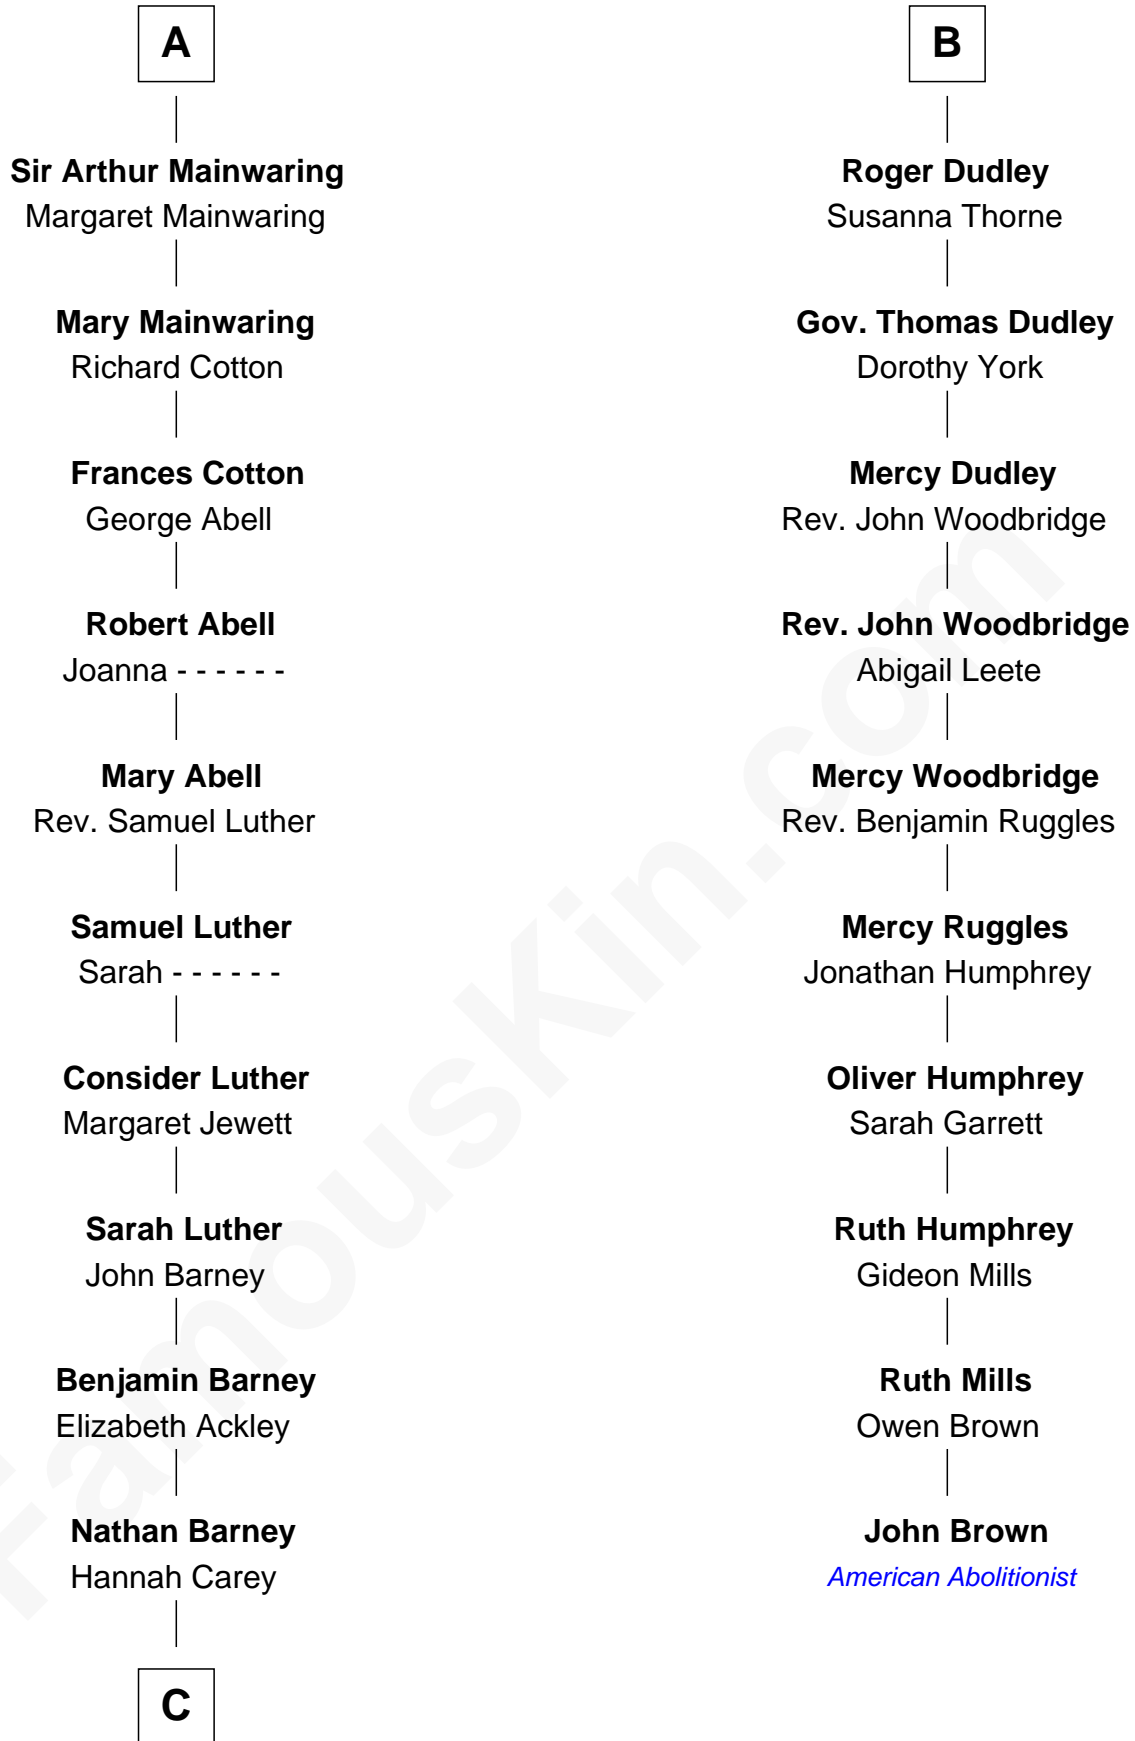 A
Sir Arthur Mainwaring
Margaret Mainwaring
Mary Mainwaring
Richard Cotton
Frances Cotton
George Abell
Robert Abell
Joanna - - - - - -
Mary Abell
Rev. Samuel Luther
Samuel Luther
Sarah - - - - - -
Consider Luther
Margaret Jewett
Sarah Luther
John Barney
Benjamin Barney
Elizabeth Ackley
Nathan Barney
Hannah Carey
C
B
Roger Dudley
Susanna Thorne
Gov. Thomas Dudley
Dorothy York
Mercy Dudley
Rev. John Woodbridge
Rev. John Woodbridge
Abigail Leete
Mercy Woodbridge
Rev. Benjamin Ruggles
Mercy Ruggles
Jonathan Humphrey
Oliver Humphrey
Sarah Garrett
Ruth Humphrey
Gideon Mills
Ruth Mills
Owen Brown
John Brown
American Abolitionist
FamousKin.com